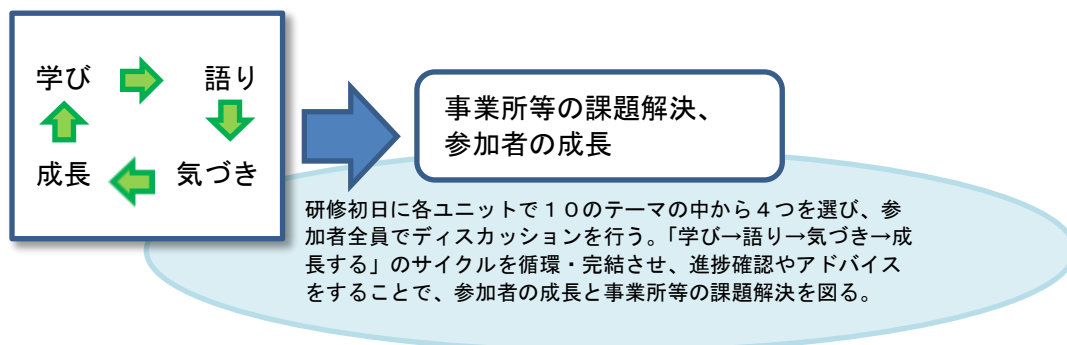 学び 語り
成長 気づき
事業所等の課題解決、
参加者の成長
研修初日に各ユニットで１０のテーマの中から４つを選び、参
加者全員でディスカッションを行う。「学び→語り→気づき→成
長する」のサイクルを循環・完結させ、進捗確認やアドバイス
をすることで、参加者の成長と事業所等の課題解決を図る。